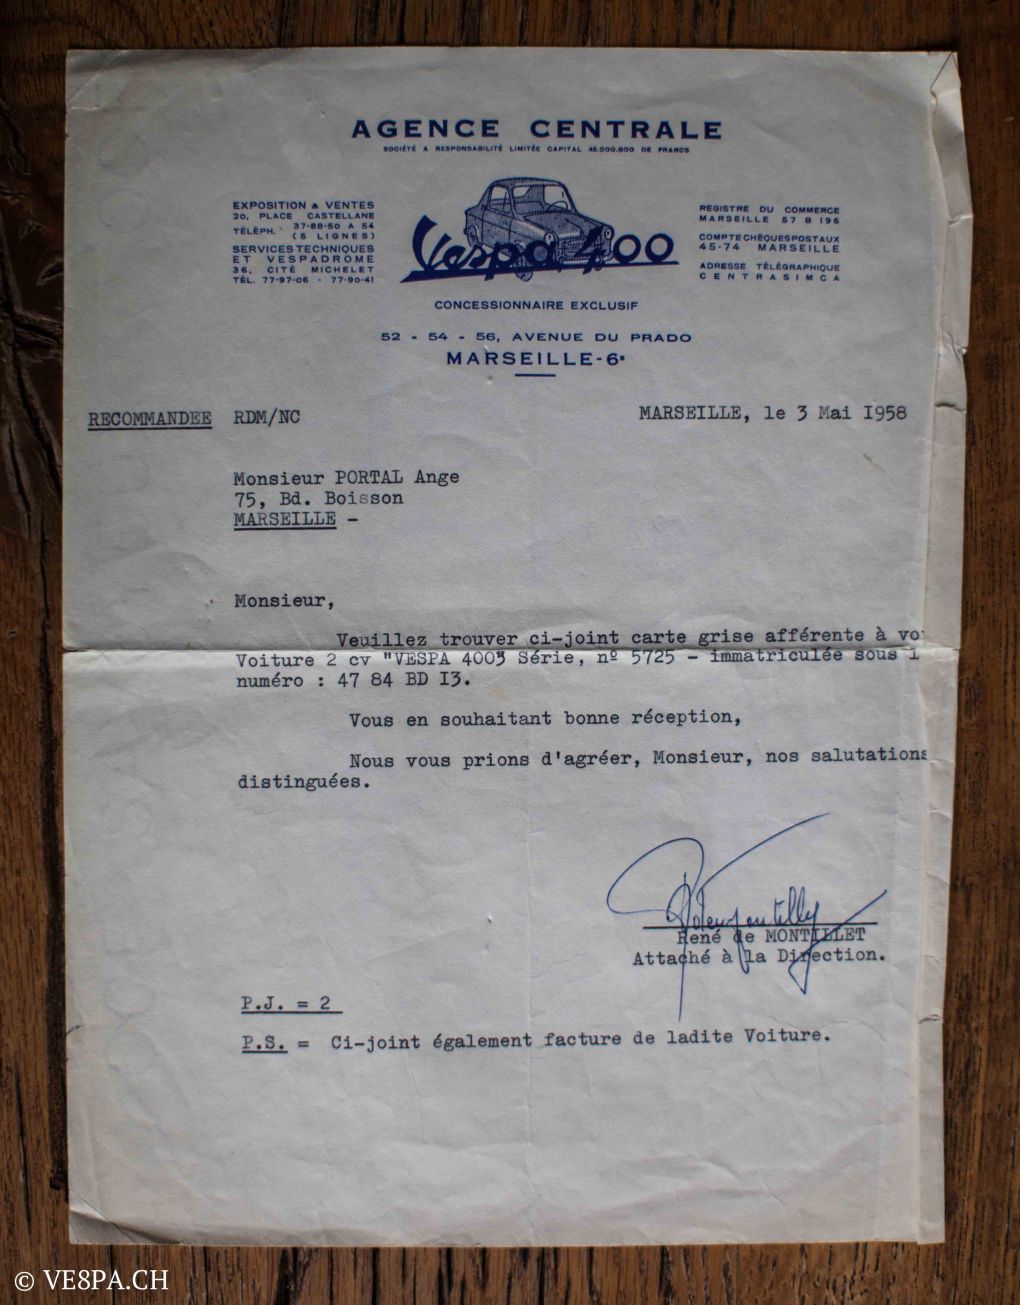 AGENCE CENTRALE
SOCIÉTÉ A RESPONSABILITÉ LIMITÉE CAPITAL 45.000.000 DE FRANCS
EXPOSITION & VENTES
20, PLACE CASTELLANE
TÉLÉPH. 37-88-50 A 54
(5 LIGNES)
SERVICES TECHNIQUES
ET VESPADROME
36, CITÉ MICHELET
TÉL. 77-97-06 - 77-90-41
Vespa 400
REGISTRE DU COMMERCE
MARSEILLE 57 B 196
COMPTE CHÈQUES POSTAUX
45-74 MARSEILLE
ADRESSE TÉLÉGRAPHIQUE
CENTRASIMCA
CONCESSIONNAIRE EXCLUSIF
52 - 54 - 56, AVENUE DU PRADO
MARSEILLE-6e
RECOMMANDEE RDM/NC MARSEILLE, le 3 Mai I958
Monsieur PORTAL Ange
75, Bd. Boisson
MARSEILLE -
Monsieur,
Veuillez trouver ci-joint carte grise afférente à vo
Voiture 2 cv "VESPA 4003 Série, nº 5725 - immatriculée sous l
numéro : 47 84 BD I3.
Vous en souhaitant bonne réception,
Nous vous prions d'agréer, Monsieur, nos salutations
distinguées.
René de MONTILLET
Attaché à la Direction.
P.J. = 2
P.S. = Ci-joint également facture de ladite Voiture.
© VE8PA.CH